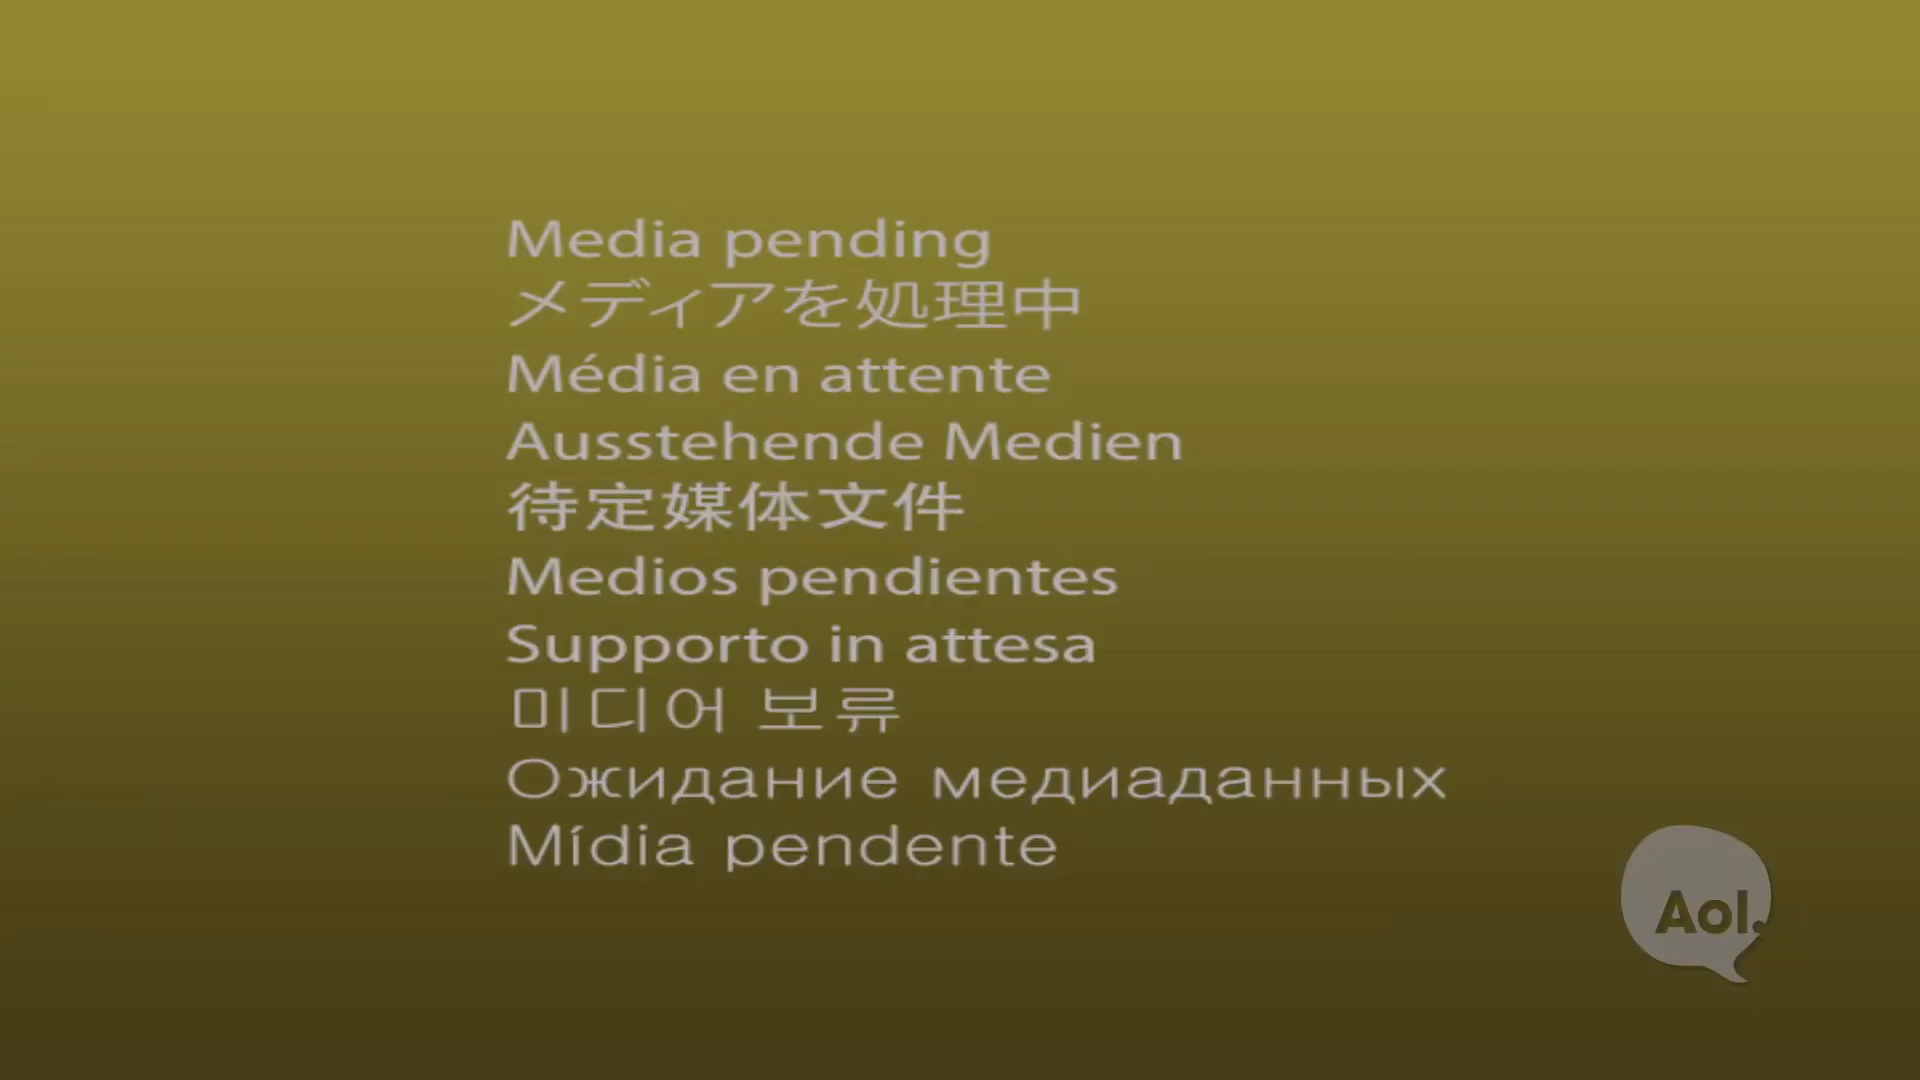 Media pending
メディアを処理中
Média en attente
Ausstehende Medien
待定媒体文件
Medios pendientes
Supporto in attesa
미디어 보류
Ожидание медиаданных
Mídia pendente
Aol.